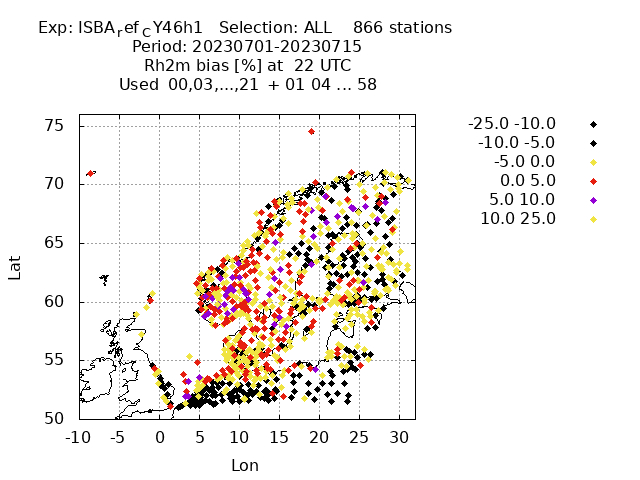 Exp: ISBA_ref_C Y46h1 Selection: ALL 866 stations
Period: 20230701-20230715
Rh2m bias [%] at 22 UTC
Used 00,03,...,21 + 01 04 ... 58
-25.0 -10.0
-10.0 -5.0
-5.0 0.0
0.0 5.0
5.0 10.0
10.0 25.0
75
70
65
60
55
50
Lat
-10 -5 0 5 10 15 20 25 30
Lon